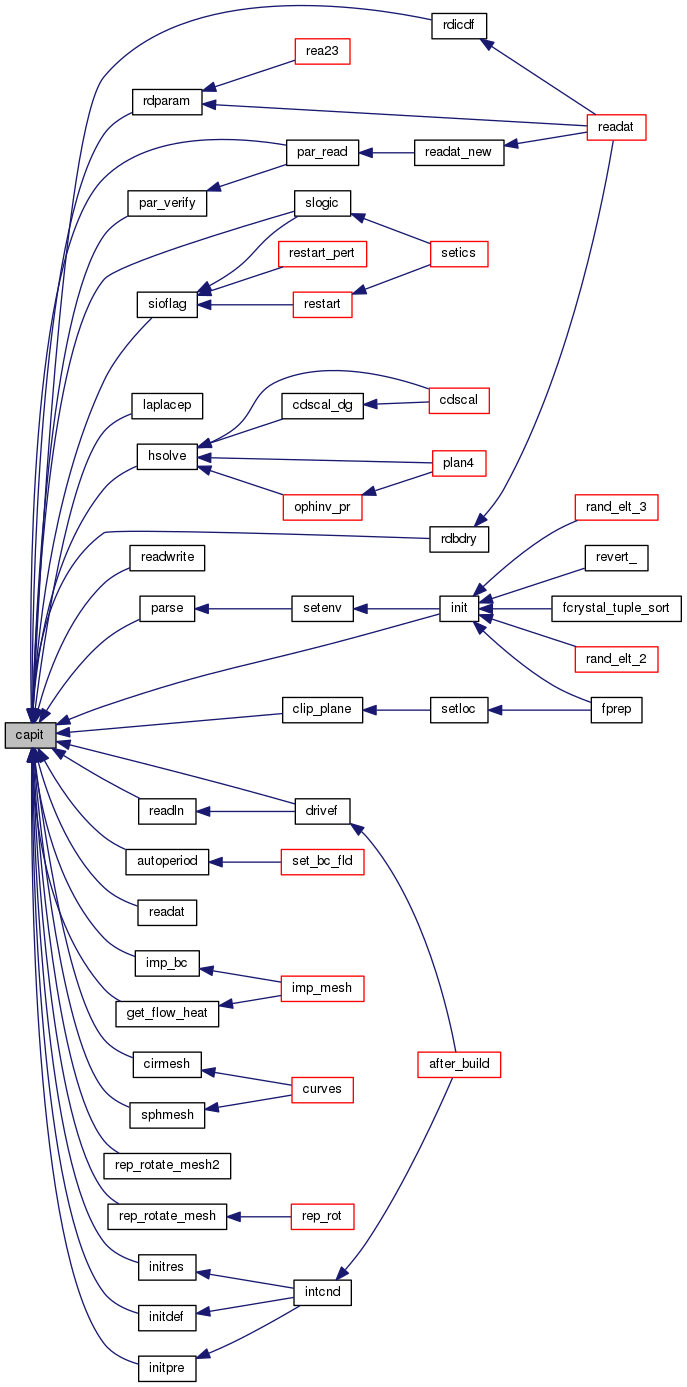 rdicdf
rea23
rdparam
readat
par_read
readat_new
par_verify
slogic
restart_pert
setics
sioflag
restart
laplacep
cdscal_dg
cdscal
hsolve
plan4
ophinv_pr
rdbdry
rand_elt_3
readwrite
revert_
parse
setenv
init
fcrystal_tuple_sort
rand_elt_2
clip_plane
setloc
fprep
capit
readln
drivef
autoperiod
set_bc_fld
readat
imp_bc
imp_mesh
get_flow_heat
cirmesh
after_build
curves
sphmesh
rep_rotate_mesh2
rep_rotate_mesh
rep_rot
initres
intcnd
initdef
initpre